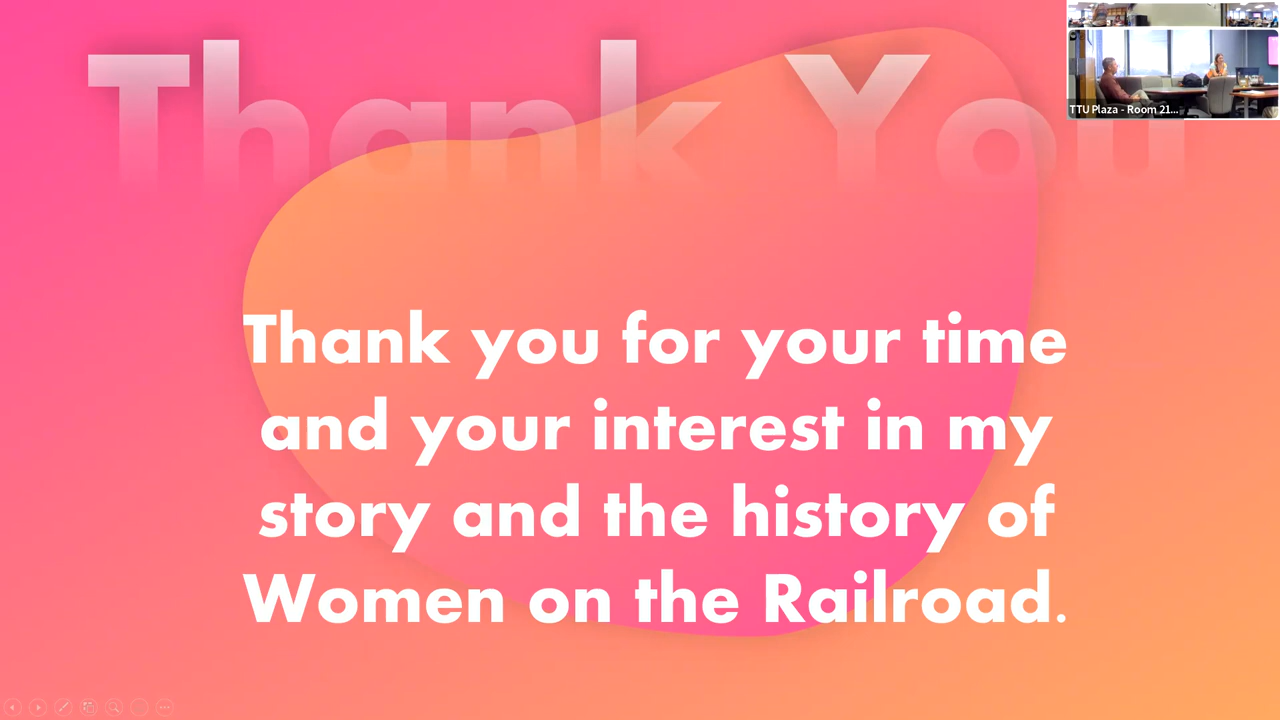 Thank You
TTU Plaza - Room 21...
Thank you for your time
and your interest in my
story and the history of
Women on the Railroad.